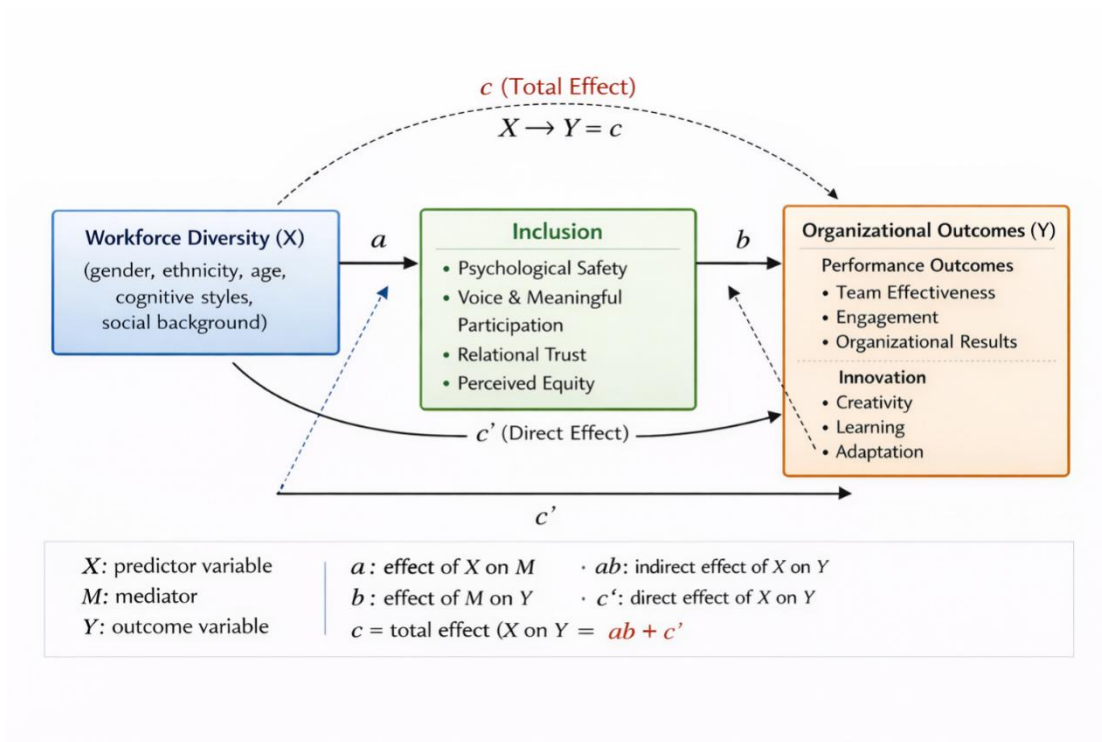 c (Total Effect)
X → Y = c
Workforce Diversity (X)
(gender, ethnicity, age,
cognitive styles,
social background)
a
Inclusion
• Psychological Safety
• Voice & Meaningful
Participation
• Relational Trust
• Perceived Equity
b
Organizational Outcomes (Y)
Performance Outcomes
• Team Effectiveness
• Engagement
• Organizational Results
Innovation
• Creativity
• Learning
• Adaptation
c’ (Direct Effect)
c’
X: predictor variable
M: mediator
Y: outcome variable
a : effect of X on M
b : effect of M on Y
c = total effect (X on Y = ab + c’
· ab: indirect effect of X on Y
· c‘: direct effect of X on Y